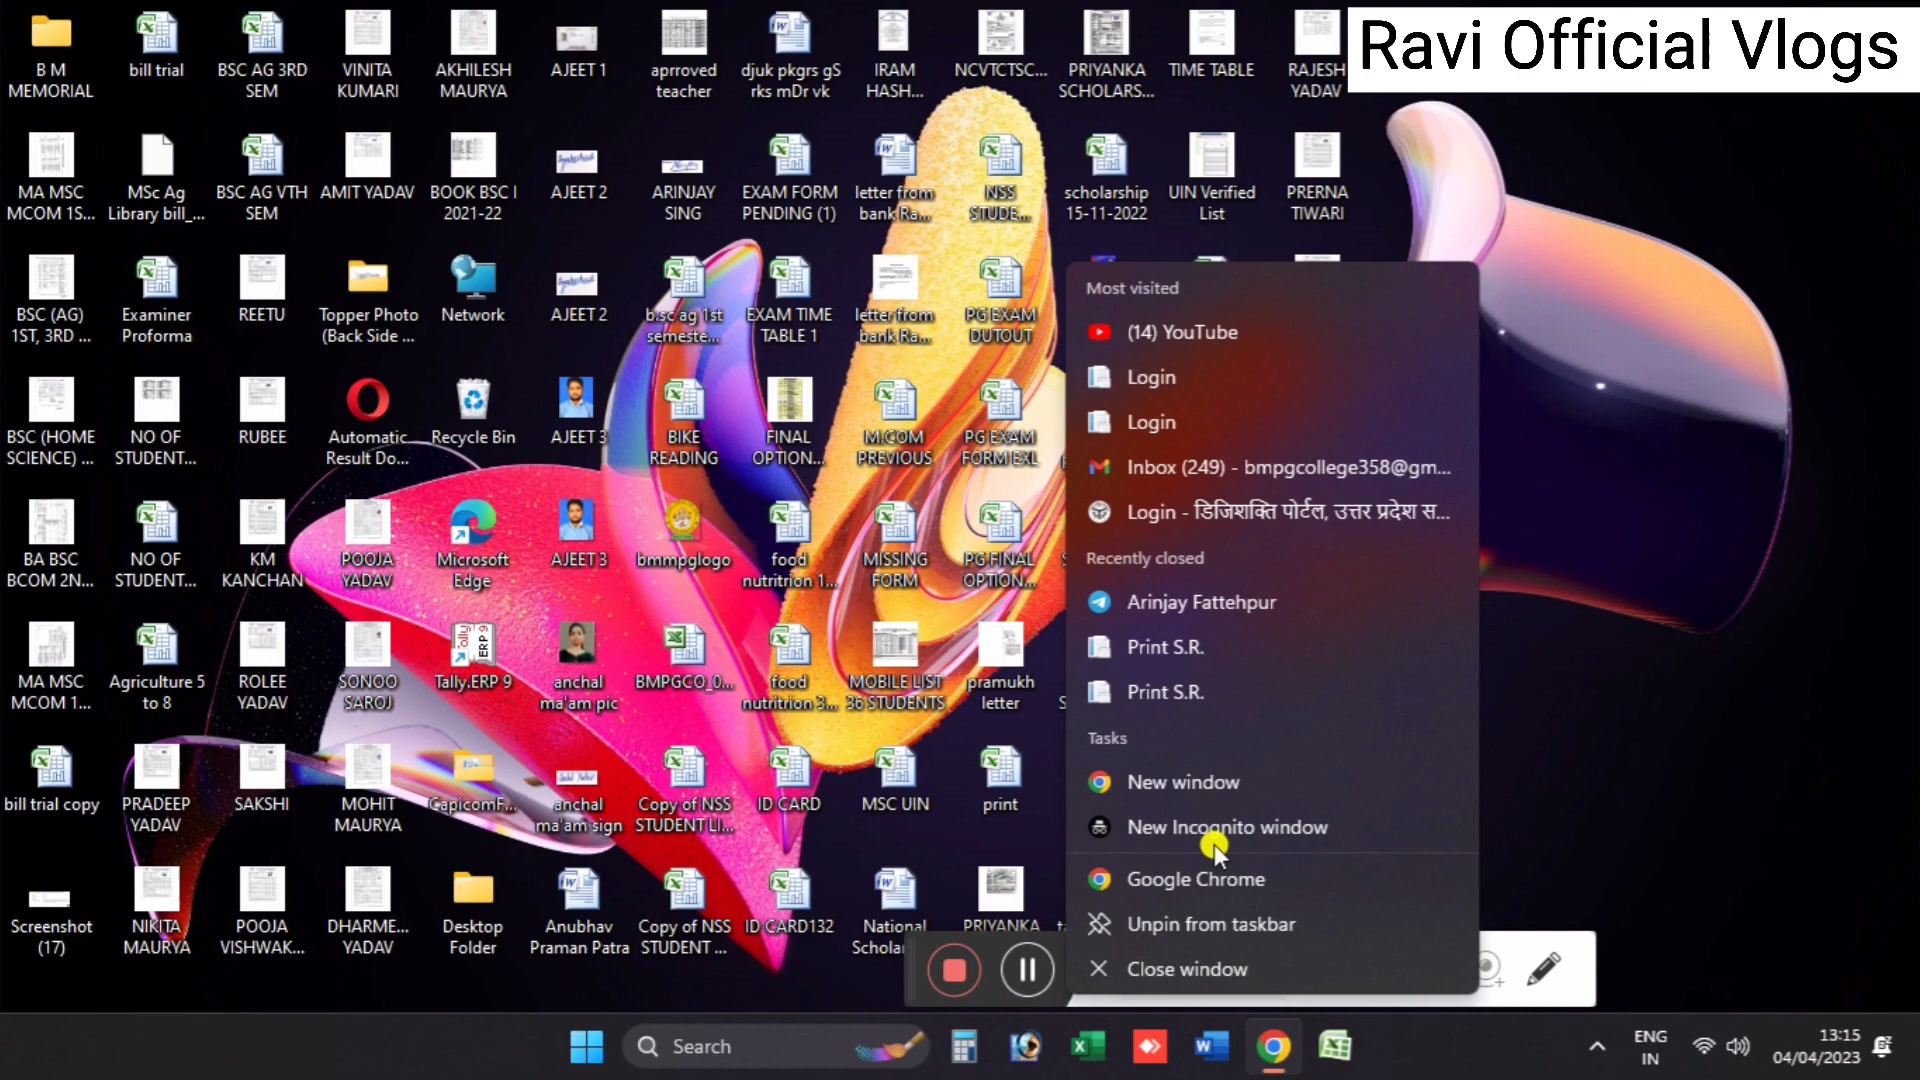 Ravi Official Vlogs
B M
MEMORIAL
bill trial
BSC AG 3RD
SEM
VINITA
KUMARI
AKHILESH
MAURYA
AJEET 1
aprroved
teacher
djuk pkgrs gS
rks mDr vk
IRAM
HASH...
NCVTCTSC...
PRIYANKA
SCHOLARS...
TIME TABLE
RAJESH
YADAV
MA MSC
MCOM 1S...
MSc Ag
Library bill_...
BSC AG VTH
SEM
AMIT YADAV
BOOK BSC I
2021-22
AJEET 2
ARINJAY
SING
EXAM FORM
PENDING (1)
letter from
bank Ra...
NSS
STUDE...
scholarship
15-11-2022
UIN Verified
List
PRERNA
TIWARI
BSC (AG)
1ST, 3RD ...
Examiner
Proforma
REETU
Topper Photo
(Back Side ...
Network
AJEET 2
b.sc ag 1st
semeste...
EXAM TIME
TABLE 1
letter from
bank Ra...
PG EXAM
DUTOUT
BSC (HOME
SCIENCE) ...
NO OF
STUDENT...
RUBEE
Automatic
Result Do...
Recycle Bin
AJEET 3
BIKE
READING
FINAL
OPTION...
M.COM
PREVIOUS
PG EXAM
FORM EXL
BA BSC
BCOM 2N...
NO OF
STUDENT...
KM
KANCHAN
POOJA
YADAV
Microsoft
Edge
AJEET 3
bmmpglogo
food
nutritrion 1...
MISSING
FORM
PG FINAL
OPTION...
MA MSC
MCOM 1...
Agriculture 5
to 8
ROLEE
YADAV
SONOO
SAROJ
Tally.ERP 9
anchal
ma'am pic
BMPGCO_0...
food
nutritrion 3...
MOBILE LIST
36 STUDENTS
pramukh
letter
bill trial copy
PRADEEP
YADAV
SAKSHI
MOHIT
MAURYA
CapicomF...
anchal
ma'am sign
Copy of NSS
STUDENT LI...
ID CARD
MSC UIN
print
Screenshot
(17)
NIKITA
MAURYA
POOJA
VISHWAK...
DHARME...
YADAV
Desktop
Folder
Anubhav
Praman Patra
Copy of NSS
STUDENT ...
ID CARD132
National
Scholar
PRIYANKA
Most visited
(14) YouTube
Login
Login
Inbox (249) - bmpgcollege358@gm...
Login - डिजिशक्ति पोर्टल, उत्तर प्रदेश स...
Recently closed
Arinjay Fattehpur
Print S.R.
Print S.R.
Tasks
New window
New Incognito window
Google Chrome
Unpin from taskbar
Close window
Search
ENG
IN
13:15
04/04/2023